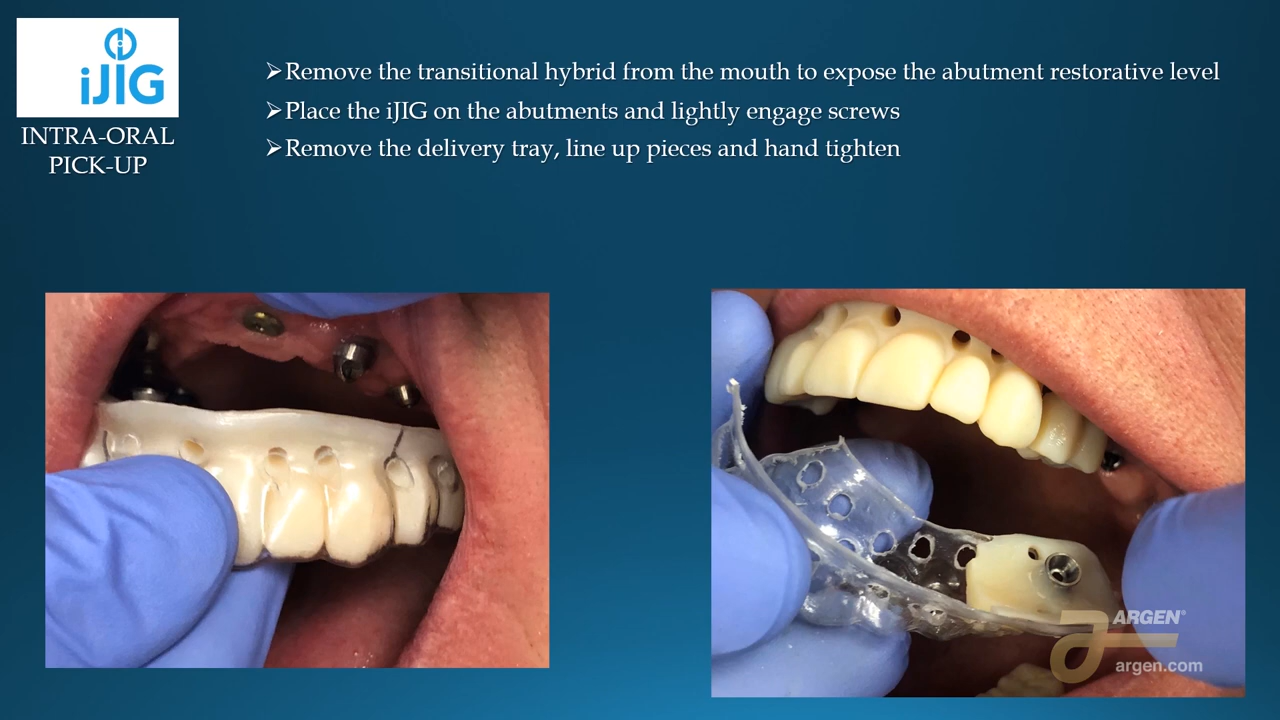 iJIG
INTRA-ORAL
PICK-UP
➢Remove the transitional hybrid from the mouth to expose the abutment restorative level
➢Place the iJIG on the abutments and lightly engage screws
➢Remove the delivery tray, line up pieces and hand tighten
ARGEN®
argen.com